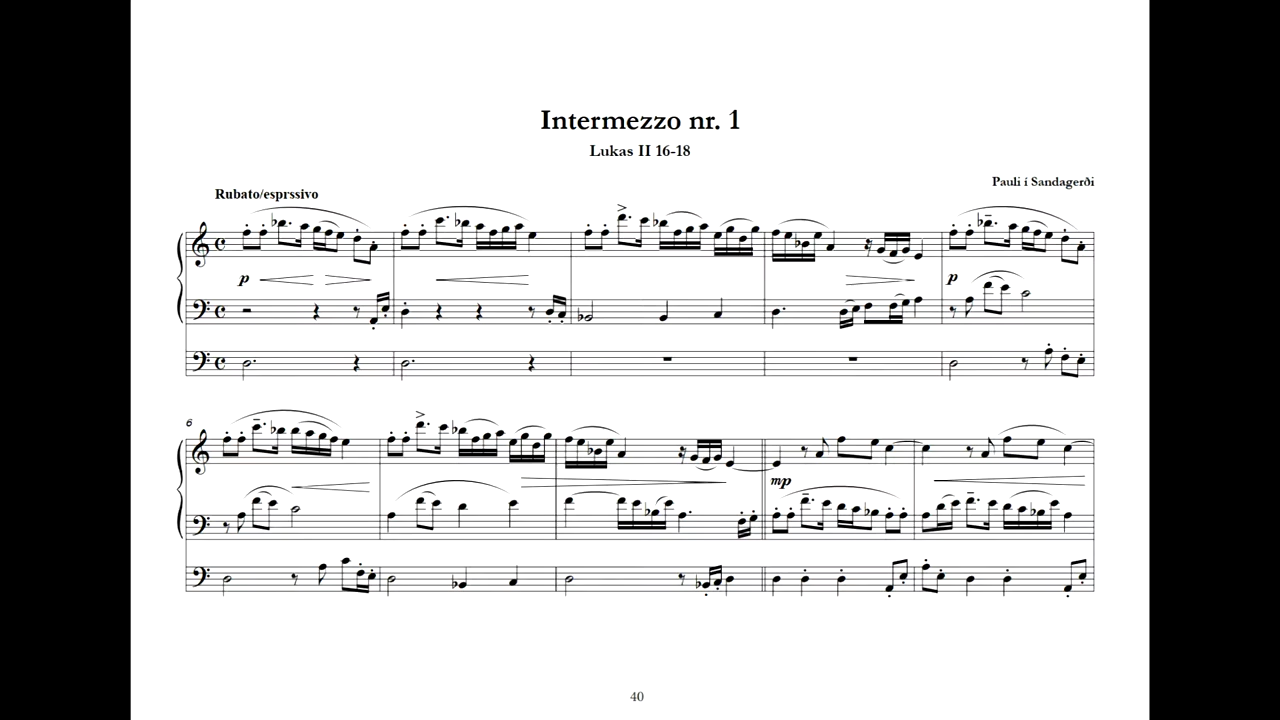 Intermezzo nr. 1
Lukas II 16-18
Pauli í Sandagerði
Rubato/esprssivo
p
p
6
mp
40